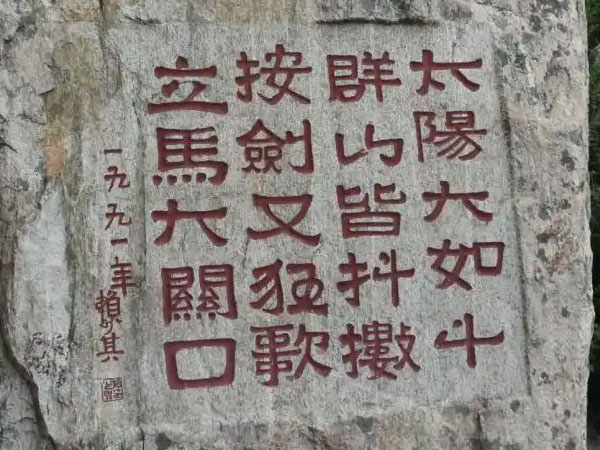 太陽大如斗
群山皆抖擻
按劍又狂歌
立馬大關口
一九九一年賴少其